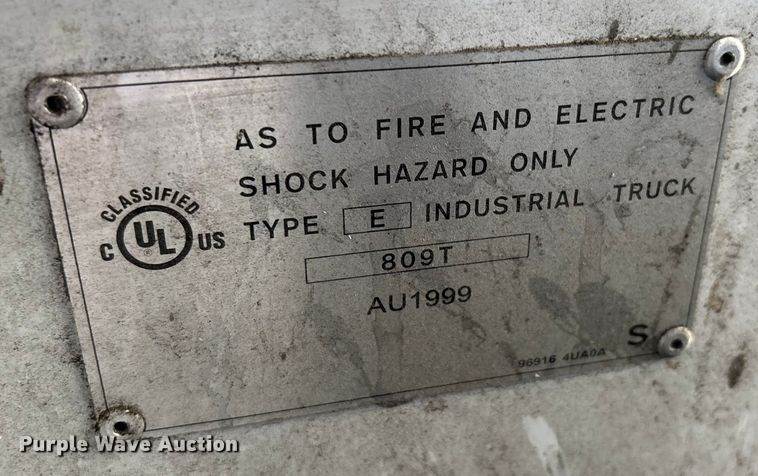 AS TO FIRE AND ELECTRIC
SHOCK HAZARD ONLY
TYPE E INDUSTRIAL TRUCK
809T
AU1999
CLASSIFIED
C UL US
S
96916 4UA0A
Purple Wave Auction